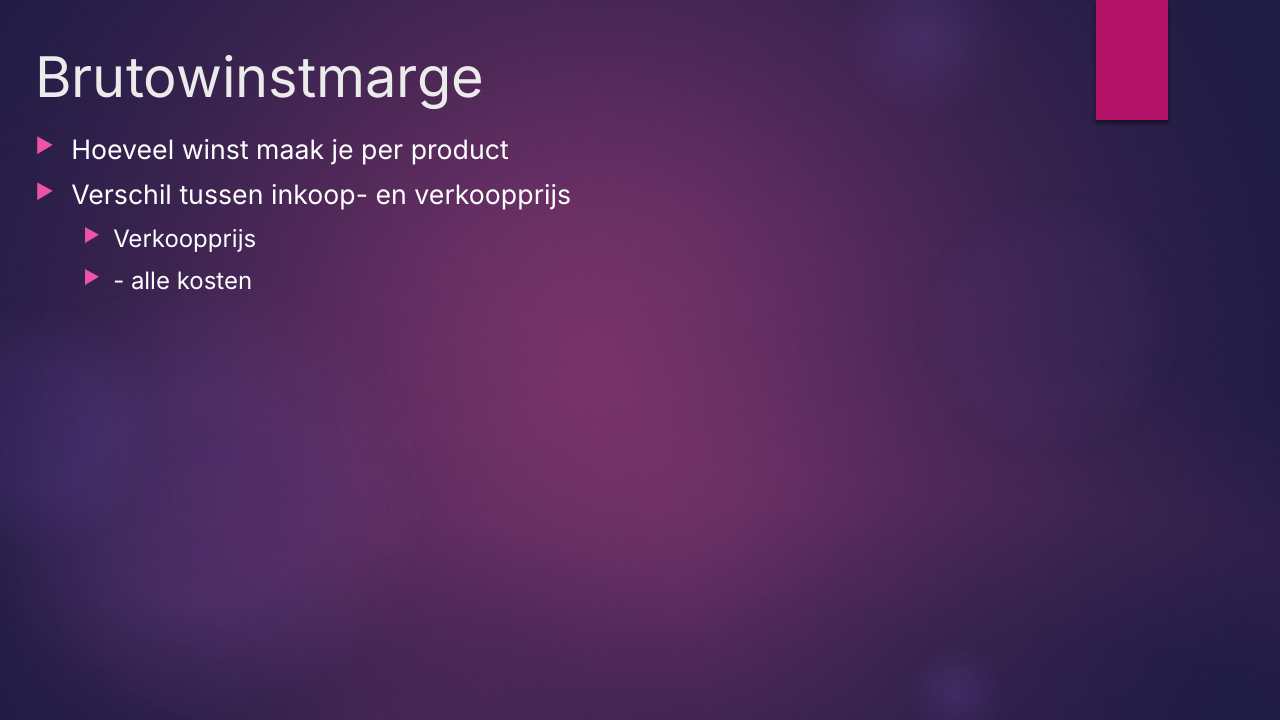 Brutowinstmarge
Hoeveel winst maak je per product
Verschil tussen inkoop- en verkoopprijs
Verkoopprijs
- alle kosten